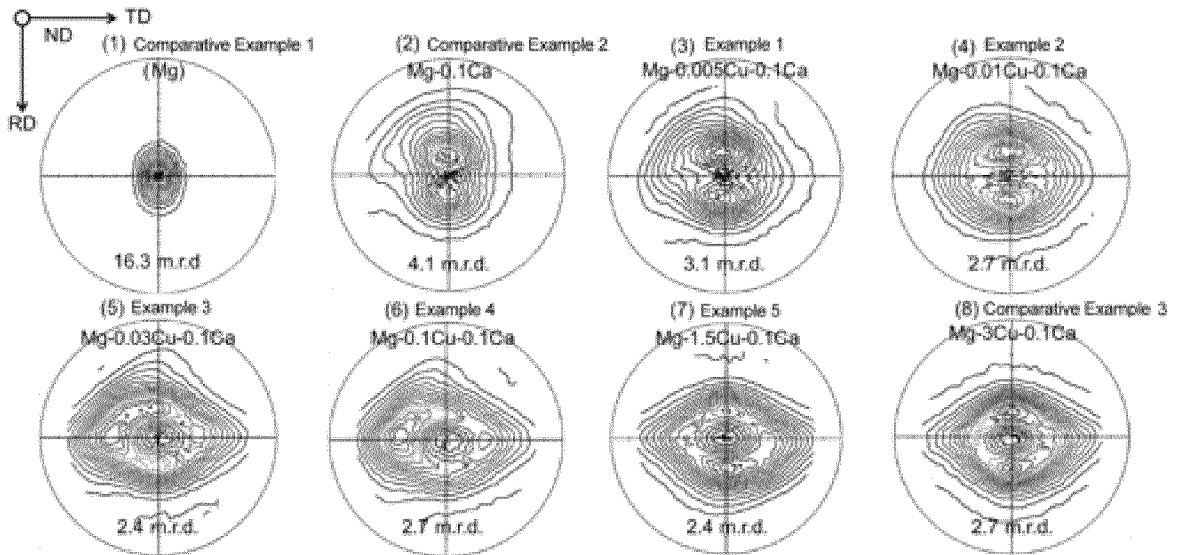 TD
ND
RD
(1) Comparative Example 1
(Mg)
16.3 m.r.d
(2) Comparative Example 2
Mg-0.1Ca
4.1 m.r.d.
(3) Example 1
Mg-0.005Cu-0.1Ca
3.1 m.r.d.
(4) Example 2
Mg-0.01Cu-0.1Ca
2.7 m.r.d.
(5) Example 3
Mg-0.03Cu-0.1Ca
2.4 m.r.d.
(6) Example 4
Mg-0.1Cu-0.1Ca
2.7 m.r.d.
(7) Example 5
Mg-1.5Cu-0.1Ca
2.4 m.r.d.
(8) Comparative Example 3
Mg-3Cu-0.1Ca
2.7 m.r.d.